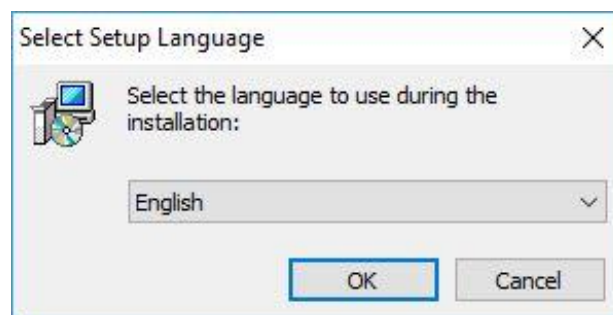 Select Setup Language
Select the language to use during the
installation:
English
OK
Cancel